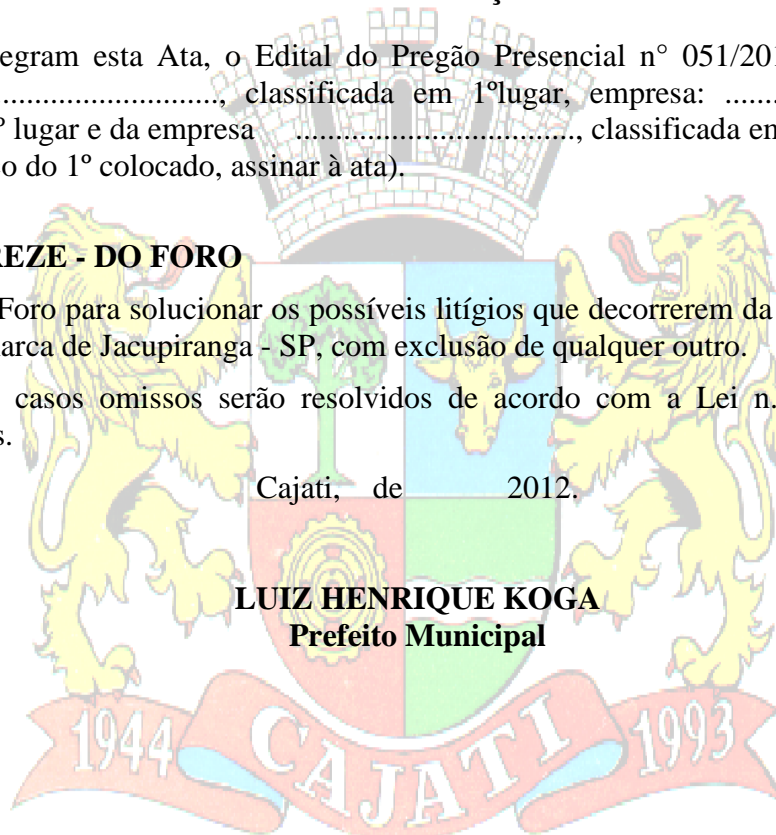 egram esta Ata, o Edital do Pregão Presencial n° 051/201
.........................., classificada em 1ºlugar, empresa: .......
º lugar e da empresa ................................., classificada em
o do 1º colocado, assinar à ata).
REZE - DO FORO
Foro para solucionar os possíveis litígios que decorrerem da
arca de Jacupiranga - SP, com exclusão de qualquer outro.
casos omissos serão resolvidos de acordo com a Lei n.
s.
Cajati, de 2012.
LUIZ HENRIQUE KOGA
Prefeito Municipal
1944 CAJATI 1993